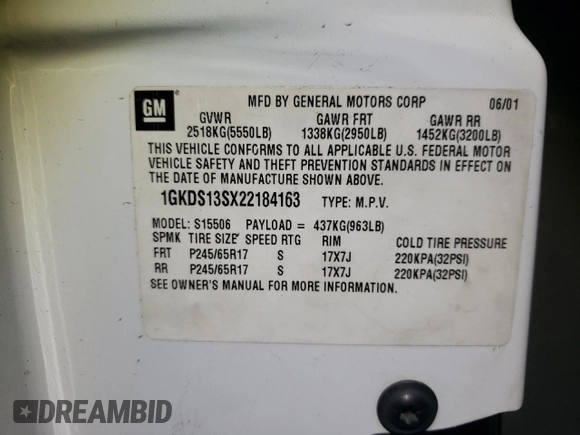 GM
MFD BY GENERAL MOTORS CORP 06/01
GVWR GAWR FRT GAWR RR
2518KG(5550LB) 1338KG(2950LB) 1452KG(3200LB)
THIS VEHICLE CONFORMS TO ALL APPLICABLE U.S. FEDERAL MOTOR
VEHICLE SAFETY AND THEFT PREVENTION STANDARDS IN EFFECT ON
THE DATE OF MANUFACTURE SHOWN ABOVE.
1GKDS13SX22184163 TYPE: M.P.V.
MODEL: S15506 PAYLOAD = 437KG(963LB)
SPMK TIRE SIZE SPEED RTG RIM COLD TIRE PRESSURE
FRT P245/65R17 S 17X7J 220KPA(32PSI)
RR P245/65R17 S 17X7J 220KPA(32PSI)
SEE OWNER'S MANUAL FOR MORE INFORMATION.
DREAMBID